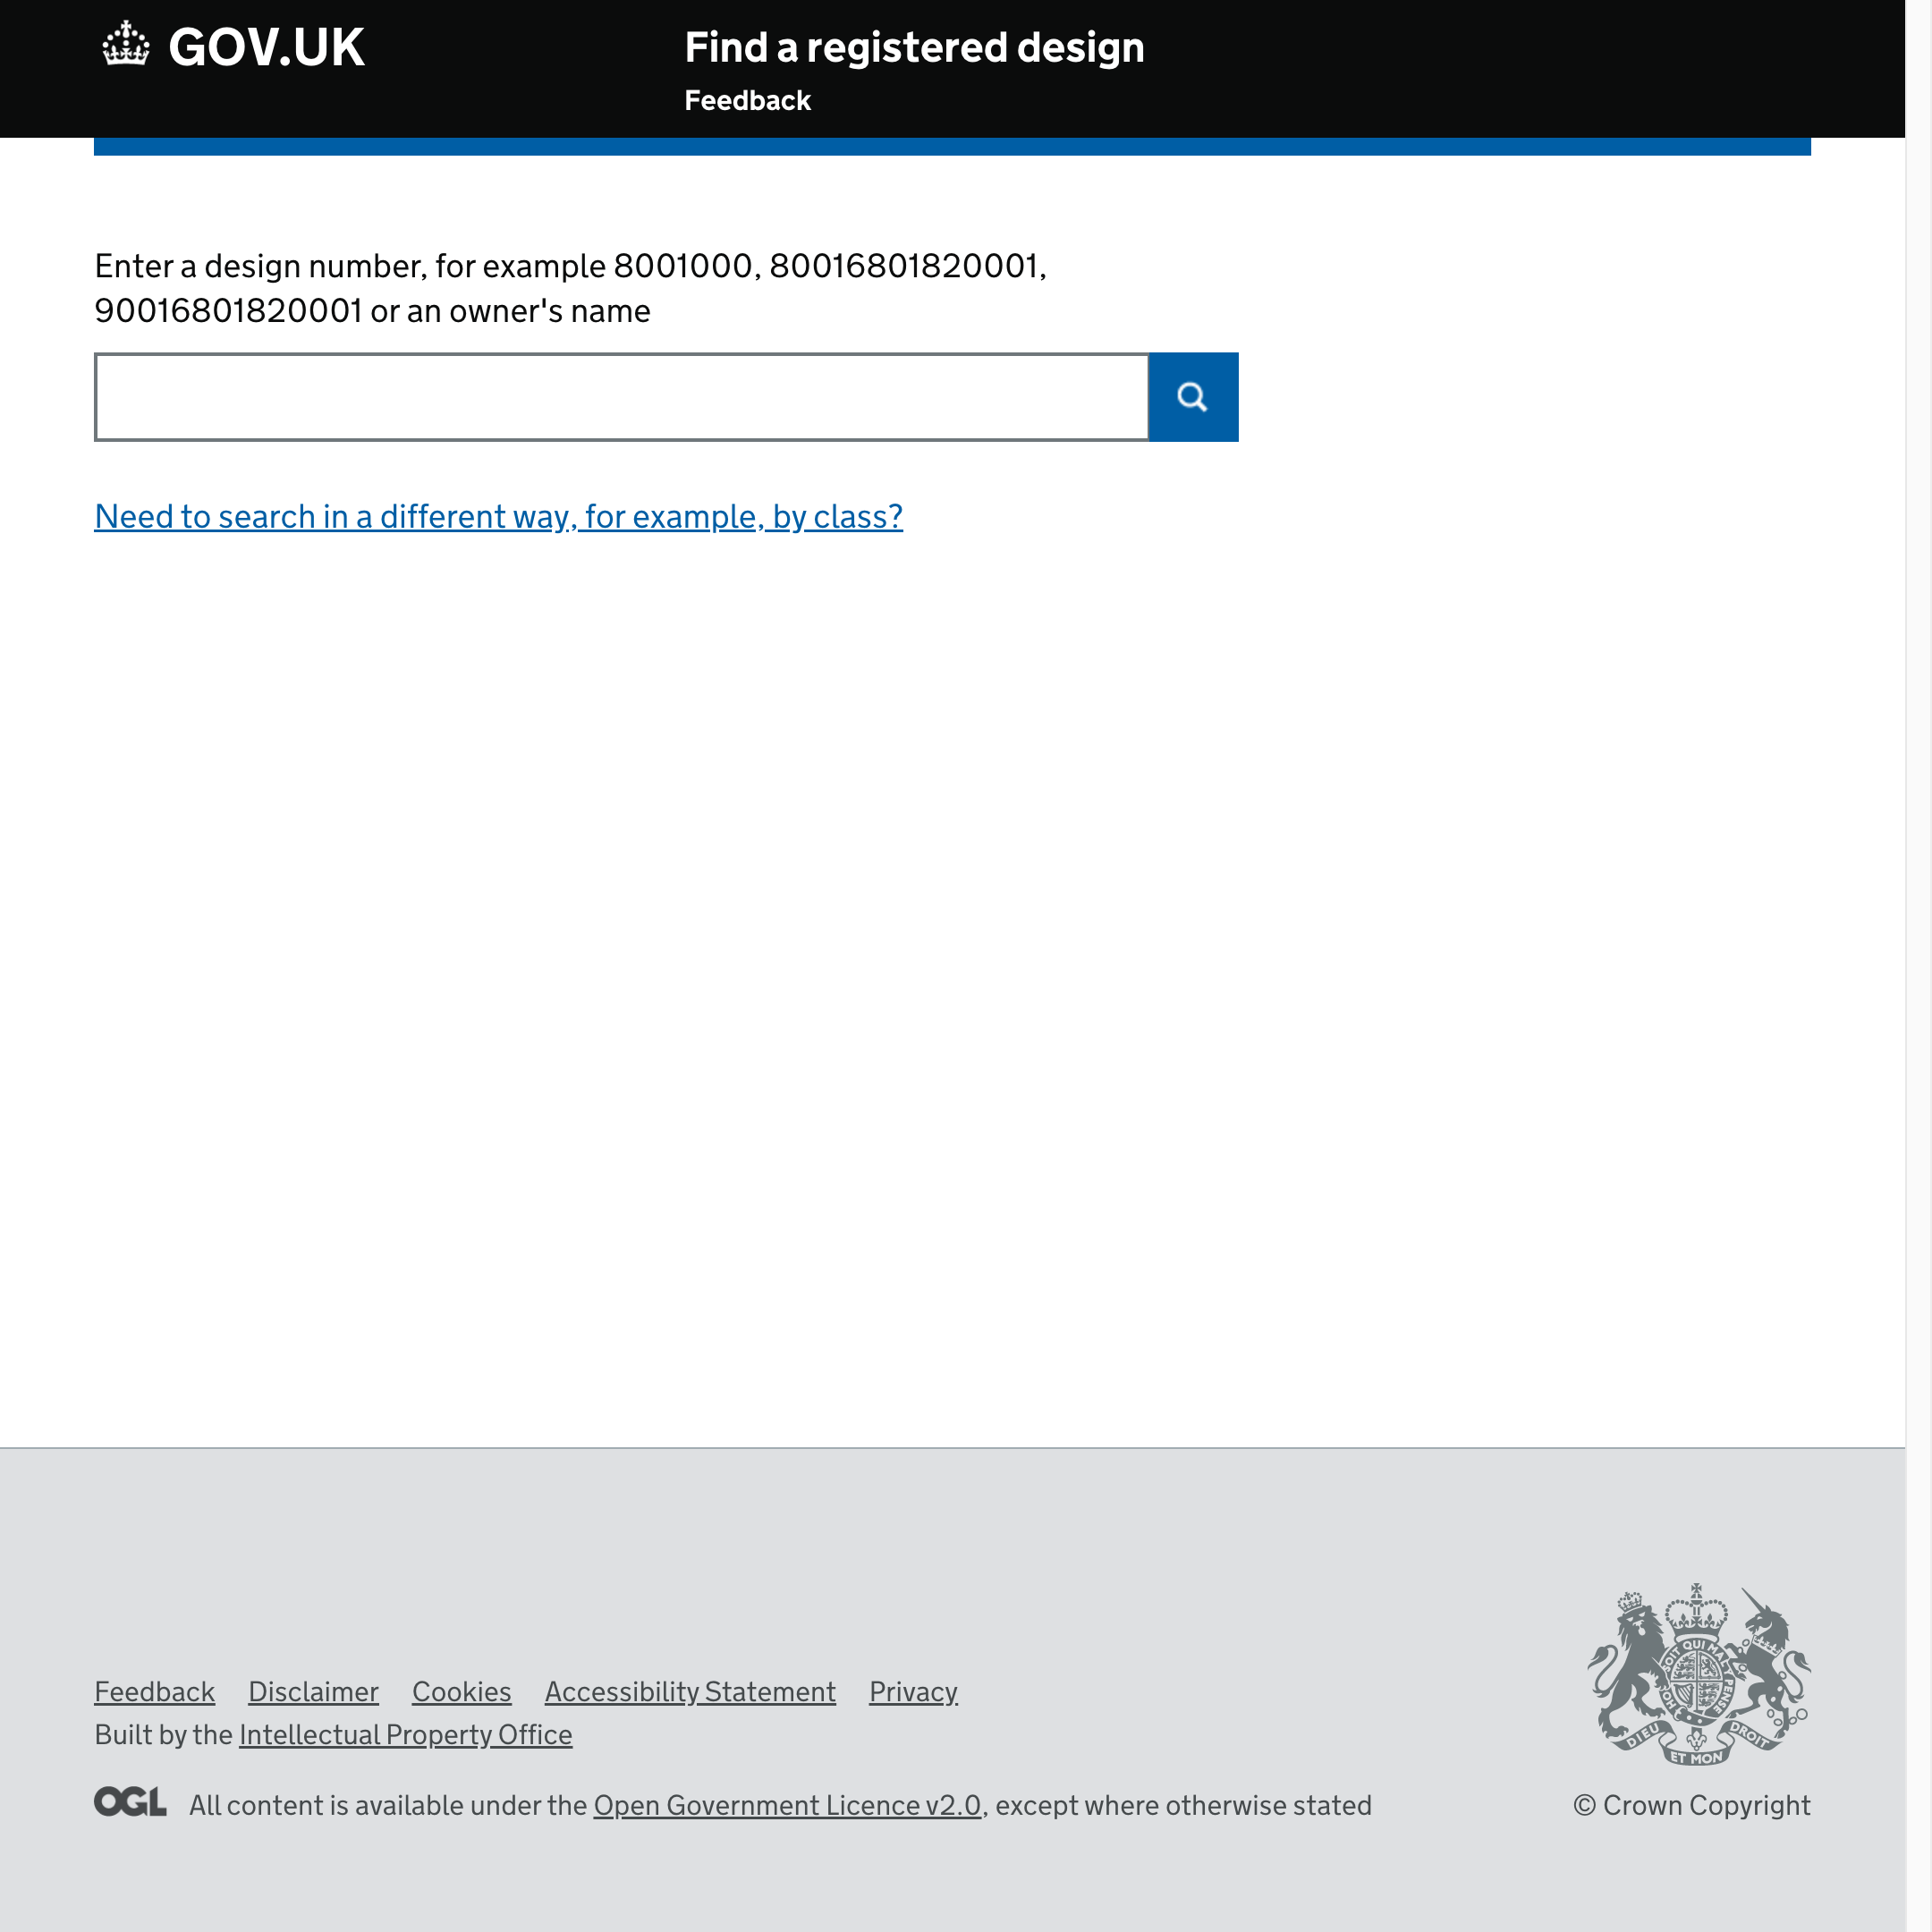 GOV.UK
Find a registered design
Feedback
Enter a design number, for example 8001000, 80016801820001,
90016801820001 or an owner's name
Need to search in a different way, for example, by class?
Feedback Disclaimer Cookies Accessibility Statement Privacy
Built by the Intellectual Property Office
OGL All content is available under the Open Government Licence v2.0, except where otherwise stated
DIEU ET MON DROIT
© Crown Copyright